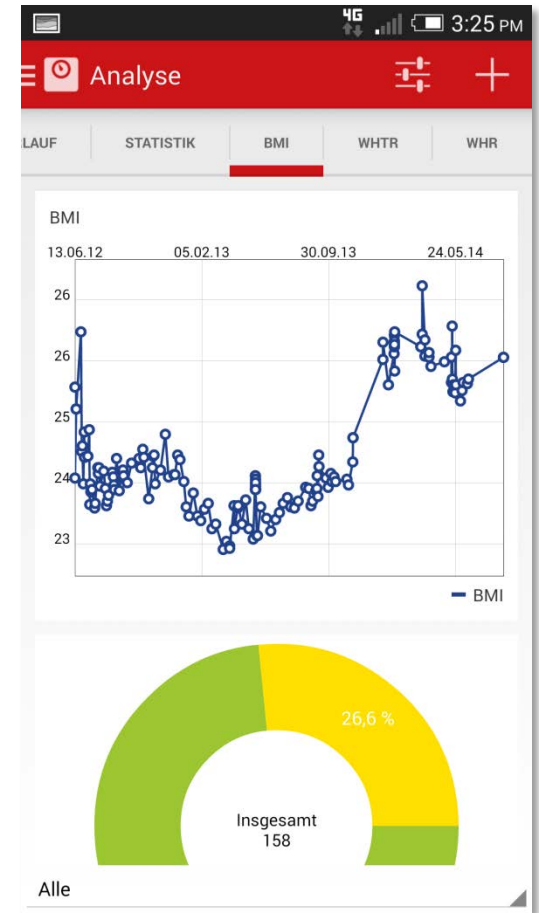 4G 3:25 PM
Analyse
LAUF STATISTIK BMI WHTR WHR
BMI
13.06.12 05.02.13 30.09.13 24.05.14
26
26
25
24
23
BMI
26,6 %
Insgesamt
158
Alle